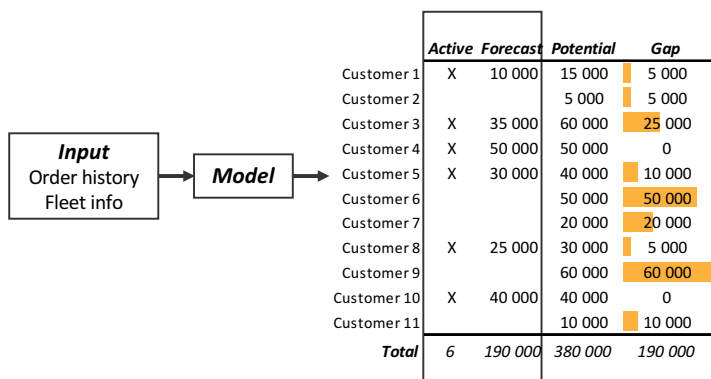 Active Forecast Potential Gap
Customer 1 X 10 000 15 000 5 000
Customer 2 5 000 5 000
Customer 3 X 35 000 60 000 25 000
Customer 4 X 50 000 50 000 0
Customer 5 X 30 000 40 000 10 000
Customer 6 50 000 50 000
Customer 7 20 000 20 000
Customer 8 X 25 000 30 000 5 000
Customer 9 60 000 60 000
Customer 10 X 40 000 40 000 0
Customer 11 10 000 10 000
Total 6 190 000 380 000 190 000
Input
Order history
Fleet info
Model